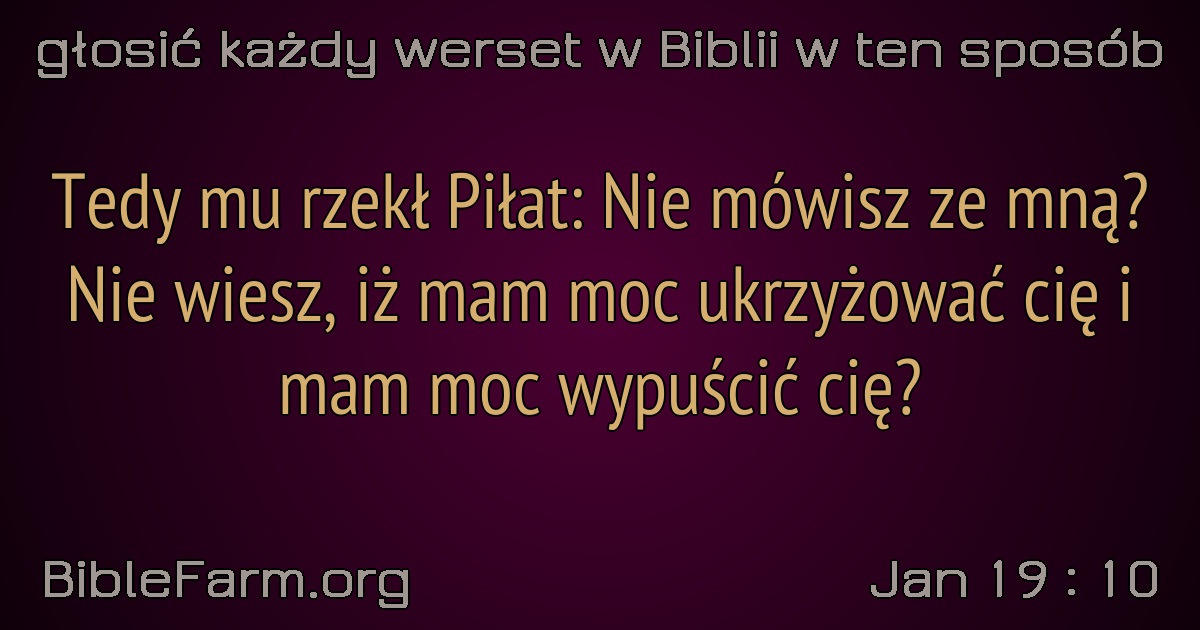 głosić każdy werset w Biblii w ten sposób
Tedy mu rzekł Piłat: Nie mówisz ze mną?
Nie wiesz, iż mam moc ukrzyżować cię i
mam moc wypuścić cię?
BibleFarm.org
Jan 19 : 10